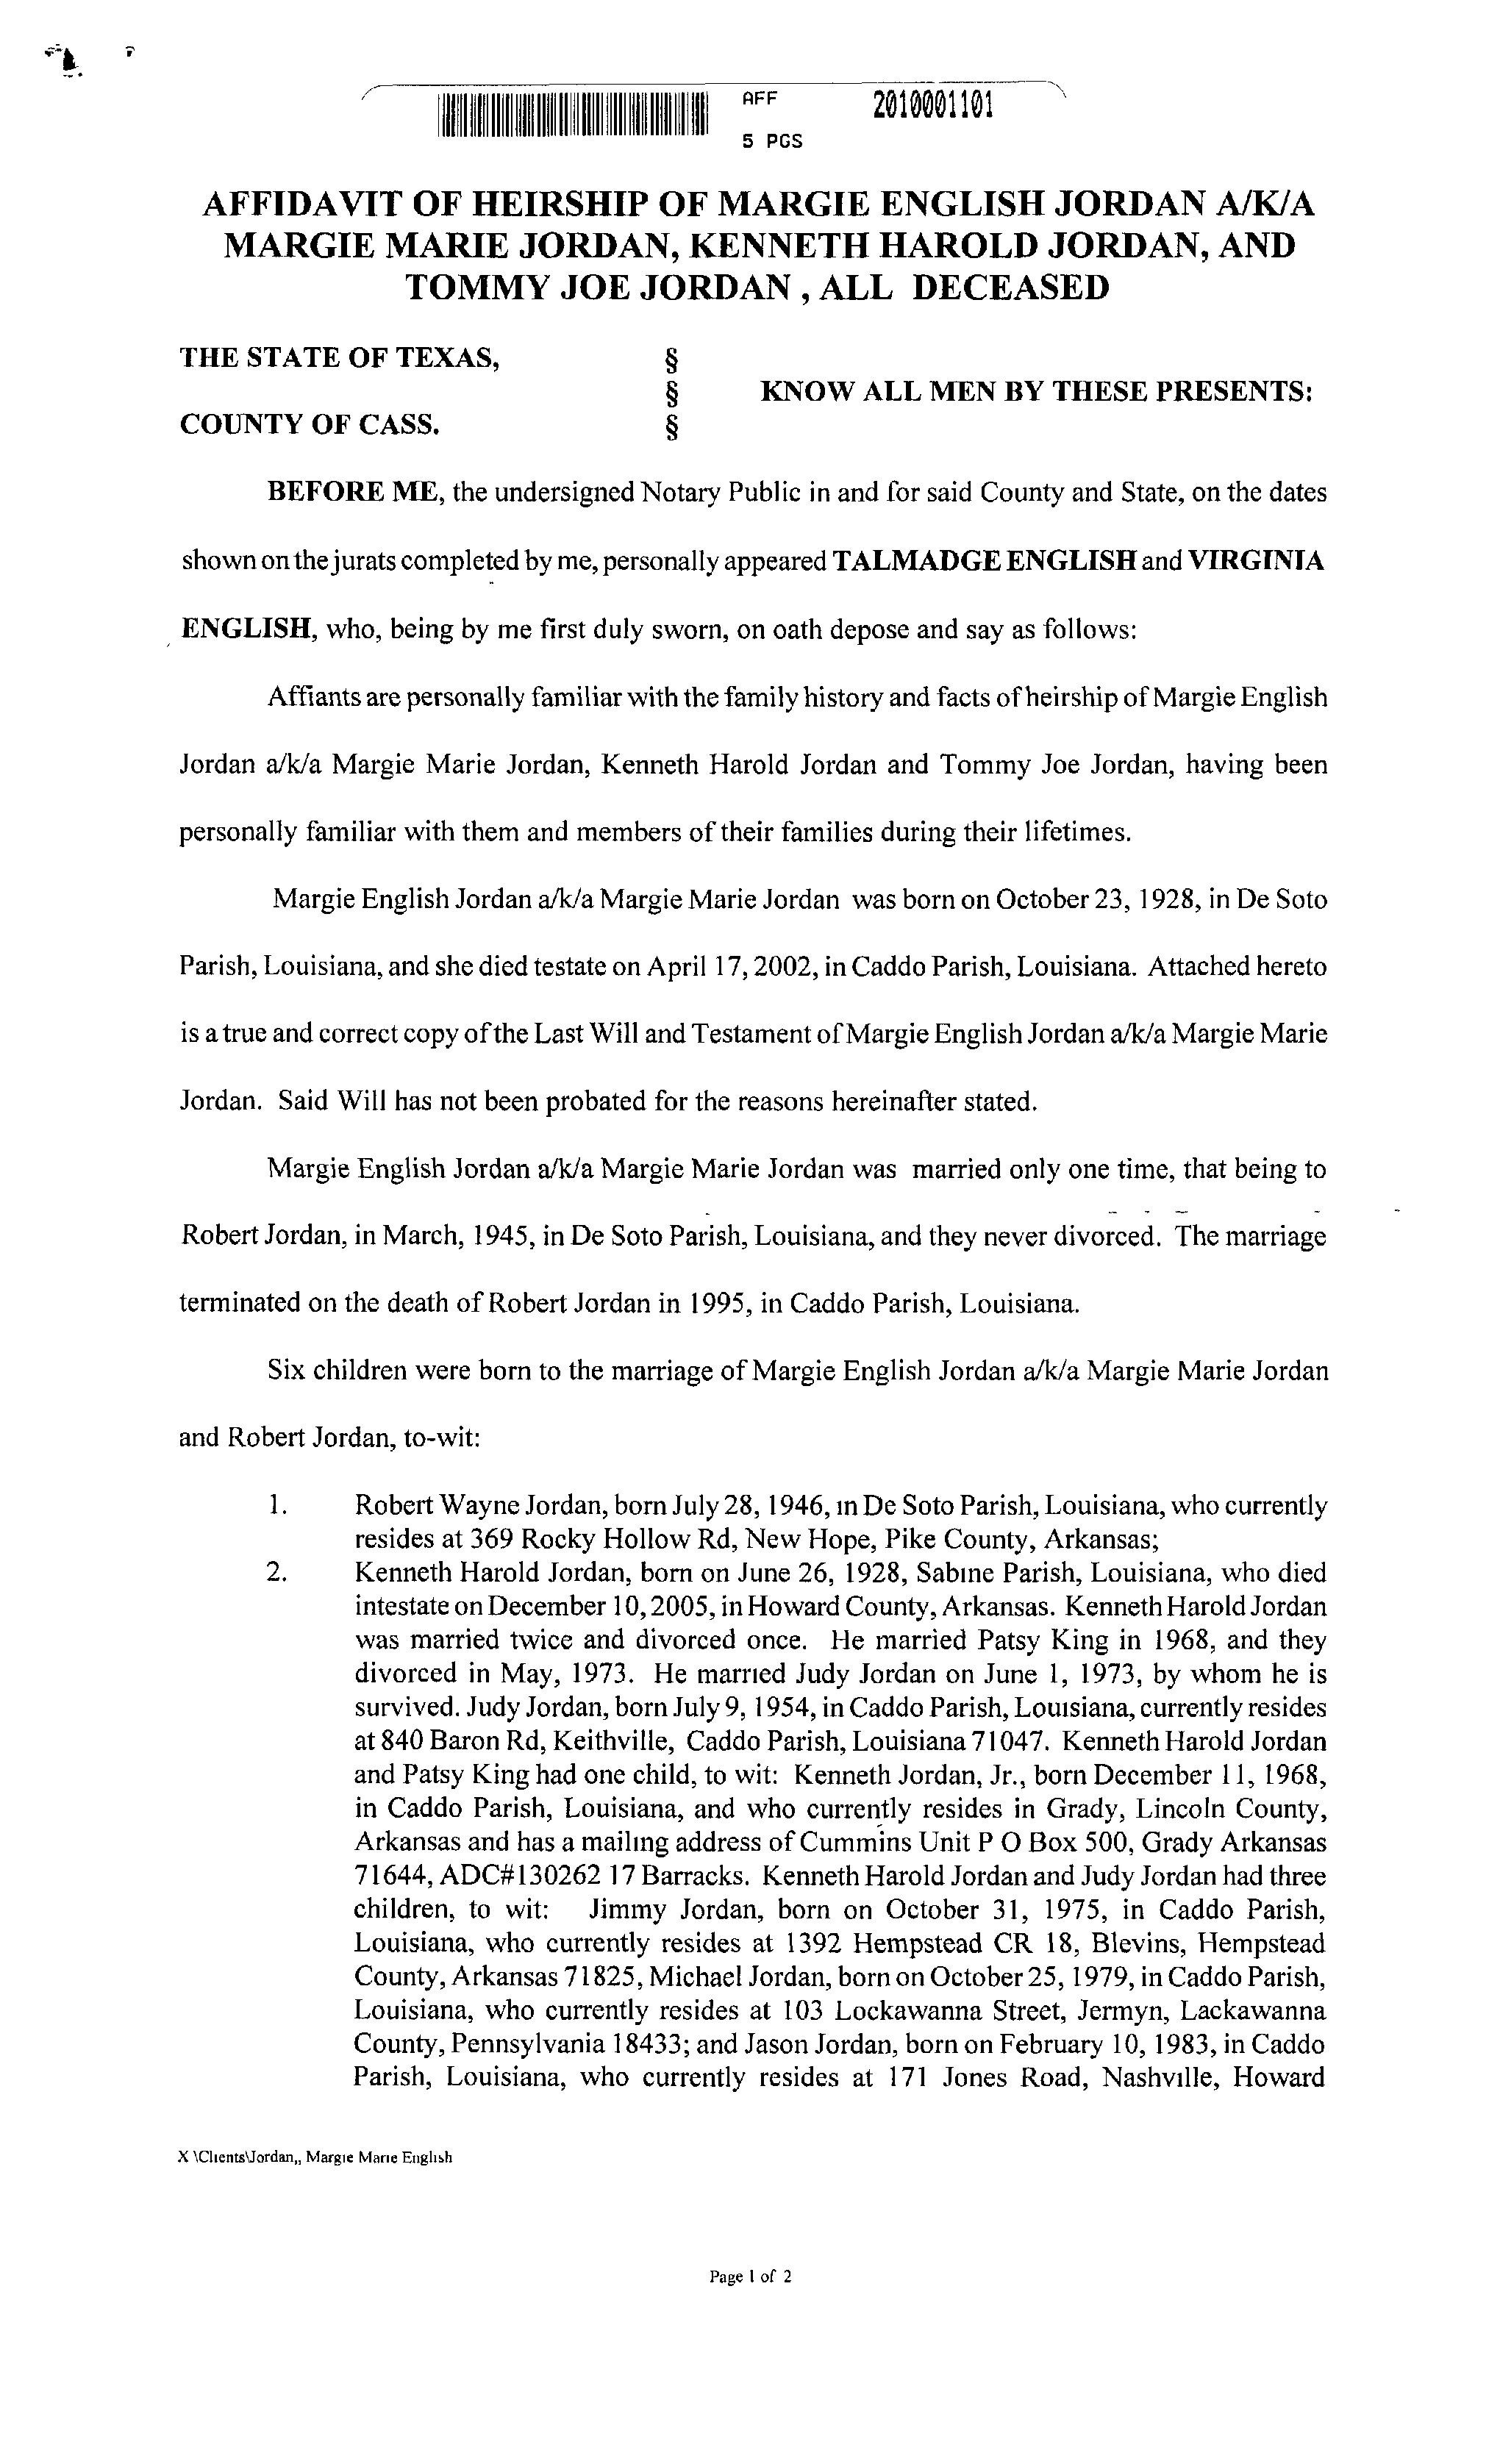 AFF 2010001101
5 PGS
AFFIDAVIT OF HEIRSHIP OF MARGIE ENGLISH JORDAN A/K/A
MARGIE MARIE JORDAN, KENNETH HAROLD JORDAN, AND
TOMMY JOE JORDAN , ALL DECEASED
THE STATE OF TEXAS, §
§ KNOW ALL MEN BY THESE PRESENTS:
COUNTY OF CASS. §
BEFORE ME, the undersigned Notary Public in and for said County and State, on the dates
shown on the jurats completed by me, personally appeared TALMADGE ENGLISH and VIRGINIA
ENGLISH, who, being by me first duly sworn, on oath depose and say as follows:
Affiants are personally familiar with the family history and facts of heirship of Margie English
Jordan a/k/a Margie Marie Jordan, Kenneth Harold Jordan and Tommy Joe Jordan, having been
personally familiar with them and members of their families during their lifetimes.
Margie English Jordan a/k/a Margie Marie Jordan was born on October 23, 1928, in De Soto
Parish, Louisiana, and she died testate on April 17, 2002, in Caddo Parish, Louisiana. Attached hereto
is a true and correct copy of the Last Will and Testament of Margie English Jordan a/k/a Margie Marie
Jordan. Said Will has not been probated for the reasons hereinafter stated.
Margie English Jordan a/k/a Margie Marie Jordan was married only one time, that being to
Robert Jordan, in March, 1945, in De Soto Parish, Louisiana, and they never divorced. The marriage
terminated on the death of Robert Jordan in 1995, in Caddo Parish, Louisiana.
Six children were born to the marriage of Margie English Jordan a/k/a Margie Marie Jordan
and Robert Jordan, to-wit:
1. Robert Wayne Jordan, born July 28, 1946, in De Soto Parish, Louisiana, who currently
resides at 369 Rocky Hollow Rd, New Hope, Pike County, Arkansas;
2. Kenneth Harold Jordan, born on June 26, 1928, Sabine Parish, Louisiana, who died
intestate on December 10, 2005, in Howard County, Arkansas. Kenneth Harold Jordan
was married twice and divorced once. He married Patsy King in 1968, and they
divorced in May, 1973. He married Judy Jordan on June 1, 1973, by whom he is
survived. Judy Jordan, born July 9, 1954, in Caddo Parish, Louisiana, currently resides
at 840 Baron Rd, Keithville, Caddo Parish, Louisiana 71047. Kenneth Harold Jordan
and Patsy King had one child, to wit: Kenneth Jordan, Jr., born December 11, 1968,
in Caddo Parish, Louisiana, and who currently resides in Grady, Lincoln County,
Arkansas and has a mailing address of Cummins Unit P O Box 500, Grady Arkansas
71644, ADC#130262 17 Barracks. Kenneth Harold Jordan and Judy Jordan had three
children, to wit: Jimmy Jordan, born on October 31, 1975, in Caddo Parish,
Louisiana, who currently resides at 1392 Hempstead CR 18, Blevins, Hempstead
County, Arkansas 71825, Michael Jordan, born on October 25, 1979, in Caddo Parish,
Louisiana, who currently resides at 103 Lockawanna Street, Jermyn, Lackawanna
County, Pennsylvania 18433; and Jason Jordan, born on February 10, 1983, in Caddo
Parish, Louisiana, who currently resides at 171 Jones Road, Nashville, Howard
X \Clients\Jordan,, Margie Marie English
Page 1 of 2